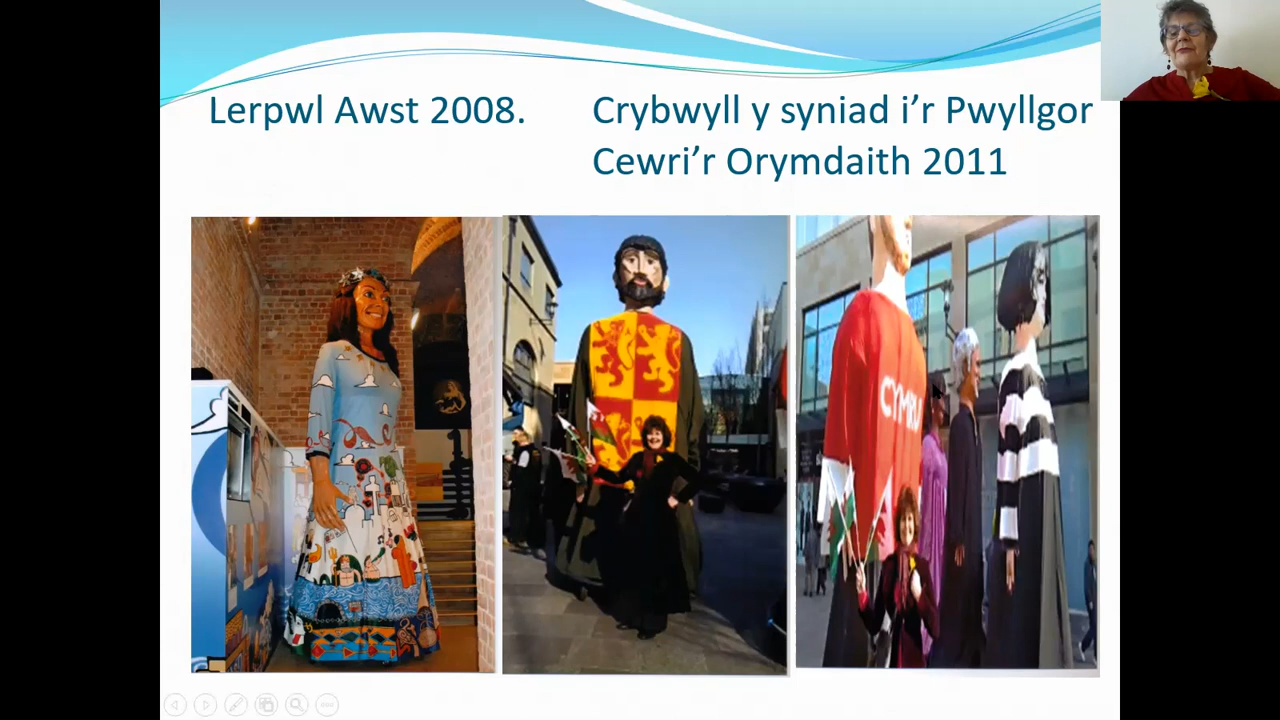 Lerpwl Awst 2008.
Crybwyll y syniad i’r Pwyllgor
Cewri’r Orymdaith 2011
CYMRU